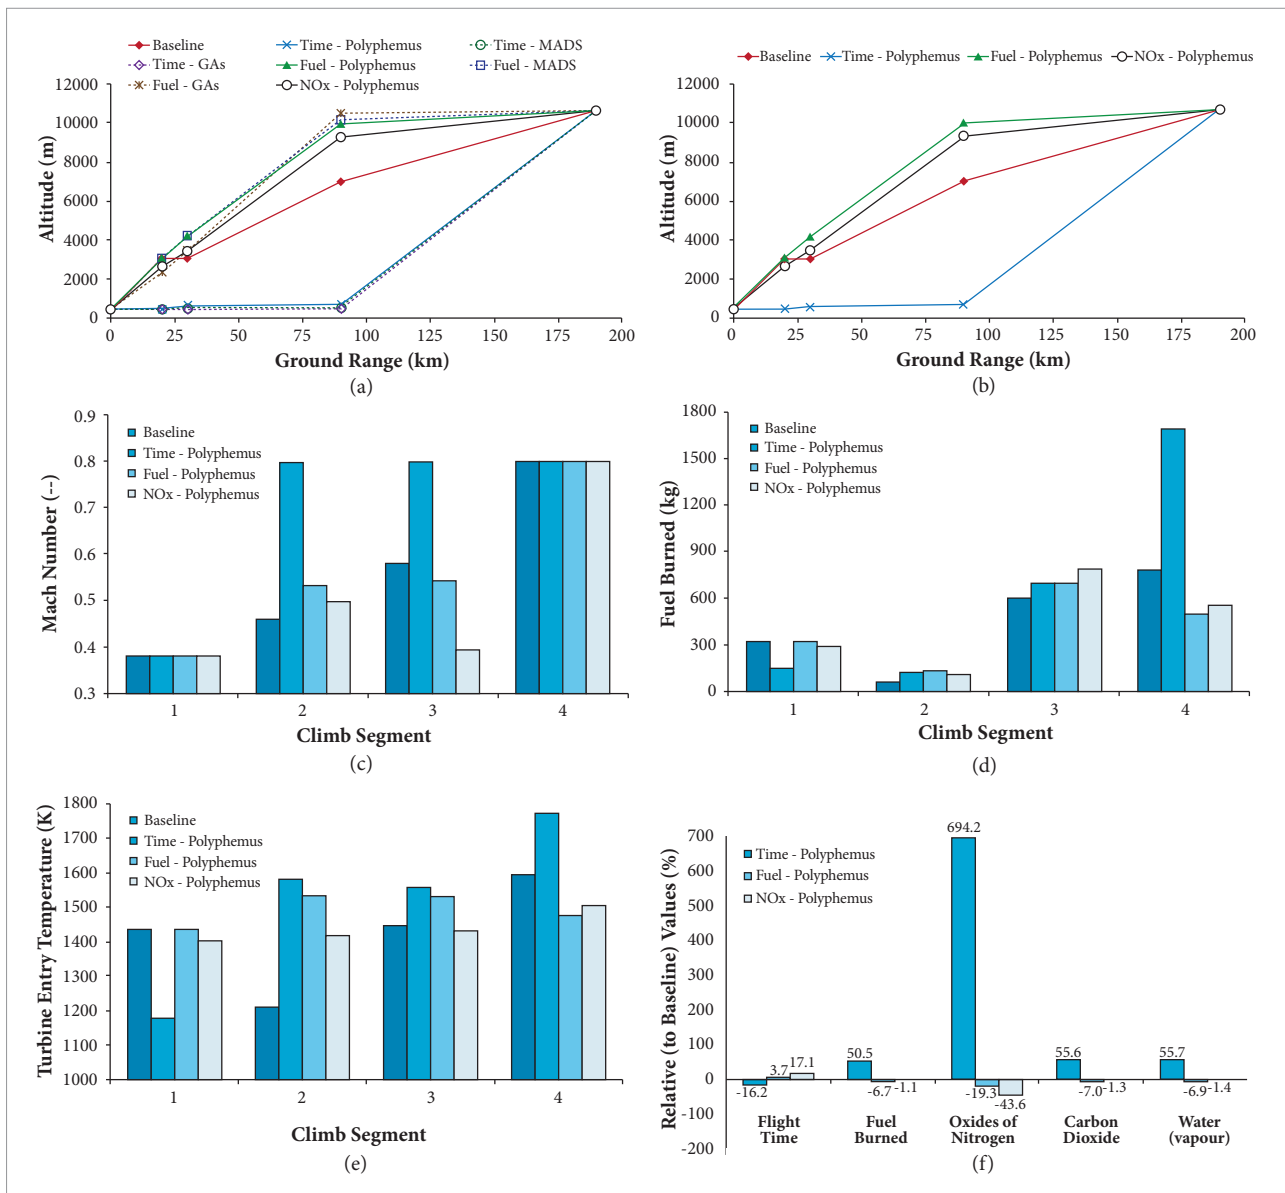 Baseline
Time - Polyphemus
Time - MADS
Time - GAs
Fuel - Polyphemus
Fuel - MADS
Fuel - GAs
NOx - Polyphemus
12000
10000
8000
6000
4000
2000
0
Altitude (m)
0 25 50 75 100 125 150 175 200
Ground Range (km)
(a)
Baseline Time - Polyphemus Fuel - Polyphemus NOx - Polyphemus
12000
10000
8000
6000
4000
2000
0
Altitude (m)
0 25 50 75 100 125 150 175 200
Ground Range (km)
(b)
0.9
0.8
0.7
0.6
0.5
0.4
0.3
Mach Number (--)
Baseline
Time - Polyphemus
Fuel - Polyphemus
NOx - Polyphemus
1 2 3 4
Climb Segment
(c)
1800
1500
1200
900
600
300
0
Fuel Burned (kg)
Baseline
Time - Polyphemus
Fuel - Polyphemus
NOx - Polyphemus
1 2 3 4
Climb Segment
(d)
1800
1700
1600
1500
1400
1300
1200
1100
1000
Turbine Entry Temperature (K)
Baseline
Time - Polyphemus
Fuel - Polyphemus
NOx - Polyphemus
1 2 3 4
Climb Segment
(e)
700
600
500
400
300
200
100
0
-100
-200
Relative (to Baseline) Values (%)
Time - Polyphemus
Fuel - Polyphemus
NOx - Polyphemus
694.2
-16.2 3.7 17.1
50.5 -6.7 -1.1
-19.3 -43.6
55.6 -7.0 -1.3
55.7 -6.9 -1.4
Flight
Time
Fuel
Burned
Oxides of
Nitrogen
Carbon
Dioxide
Water
(vapour)
(f)